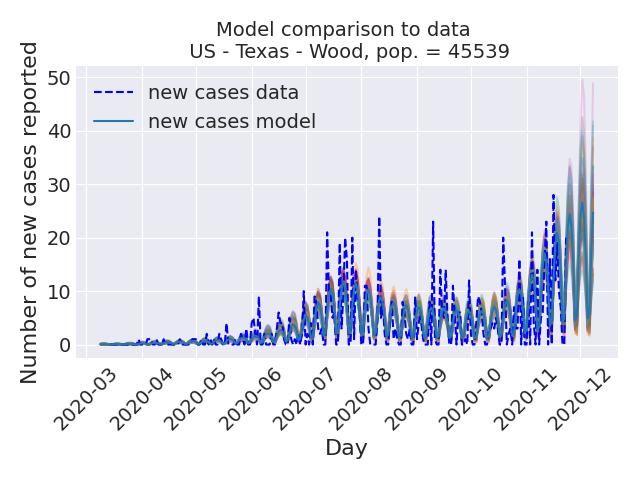 Model comparison to data
US - Texas - Wood, pop. = 45539
new cases data
new cases model
Number of new cases reported
50
40
30
20
10
0
2020-03
2020-04
2020-05
2020-06
2020-07
2020-08
2020-09
2020-10
2020-11
2020-12
Day